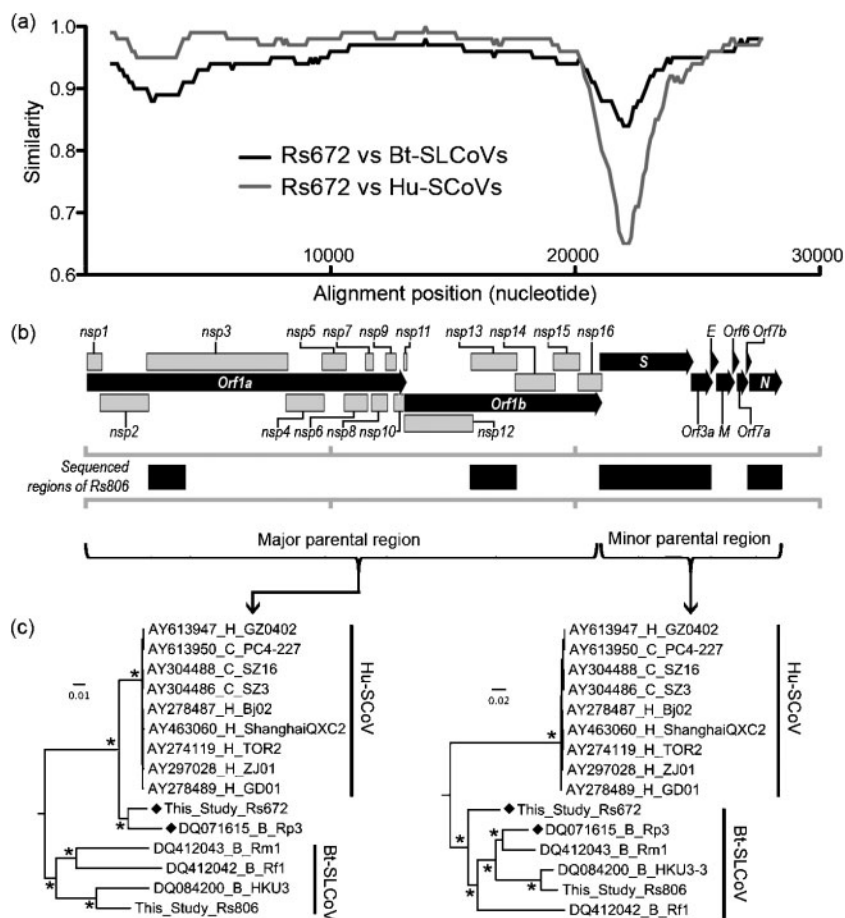 (a)
1.0
0.9
0.8
0.7
0.6
Similarity
Rs672 vs Bt-SLCoVs
Rs672 vs Hu-SCoVs
10000
20000
30000
Alignment position (nucleotide)
(b)
nsp1
nsp3
nsp5
nsp7
nsp9
nsp11
nsp13
nsp14
nsp15
nsp16
E
Orf6
Orf7b
S
Orf1a
N
Orf1b
nsp2
nsp4
nsp6
nsp8
nsp10
nsp12
Orf3a
M
Orf7a
Sequenced
regions of Rs806
Major parental region
Minor parental region
(c)
AY613947_H_GZ0402
AY613950_C_PC4-227
AY304488_C_SZ16
AY304486_C_SZ3
AY278487_H_Bj02
AY463060_H_ShanghaiQXC2
AY274119_H_TOR2
AY297028_H_ZJ01
AY278489_H_GD01
This_Study_Rs672
DQ071615_B_Rp3
DQ412043_B_Rm1
DQ412042_B_Rf1
DQ084200_B_HKU3
This_Study_Rs806
0.01
* * * * * *
Hu-SCoV
Bt-SLCoV
AY613947_H_GZ0402
AY613950_C_PC4-227
AY304488_C_SZ16
AY304486_C_SZ3
AY278487_H_Bj02
AY463060_H_ShanghaiQXC2
AY274119_H_TOR2
AY297028_H_ZJ01
AY278489_H_GD01
This_Study_Rs672
DQ071615_B_Rp3
DQ412043_B_Rm1
DQ084200_B_HKU3-3
This_Study_Rs806
DQ412042_B_Rf1
0.02
* * * * * *
Hu-SCoV
Bt-SLCoV